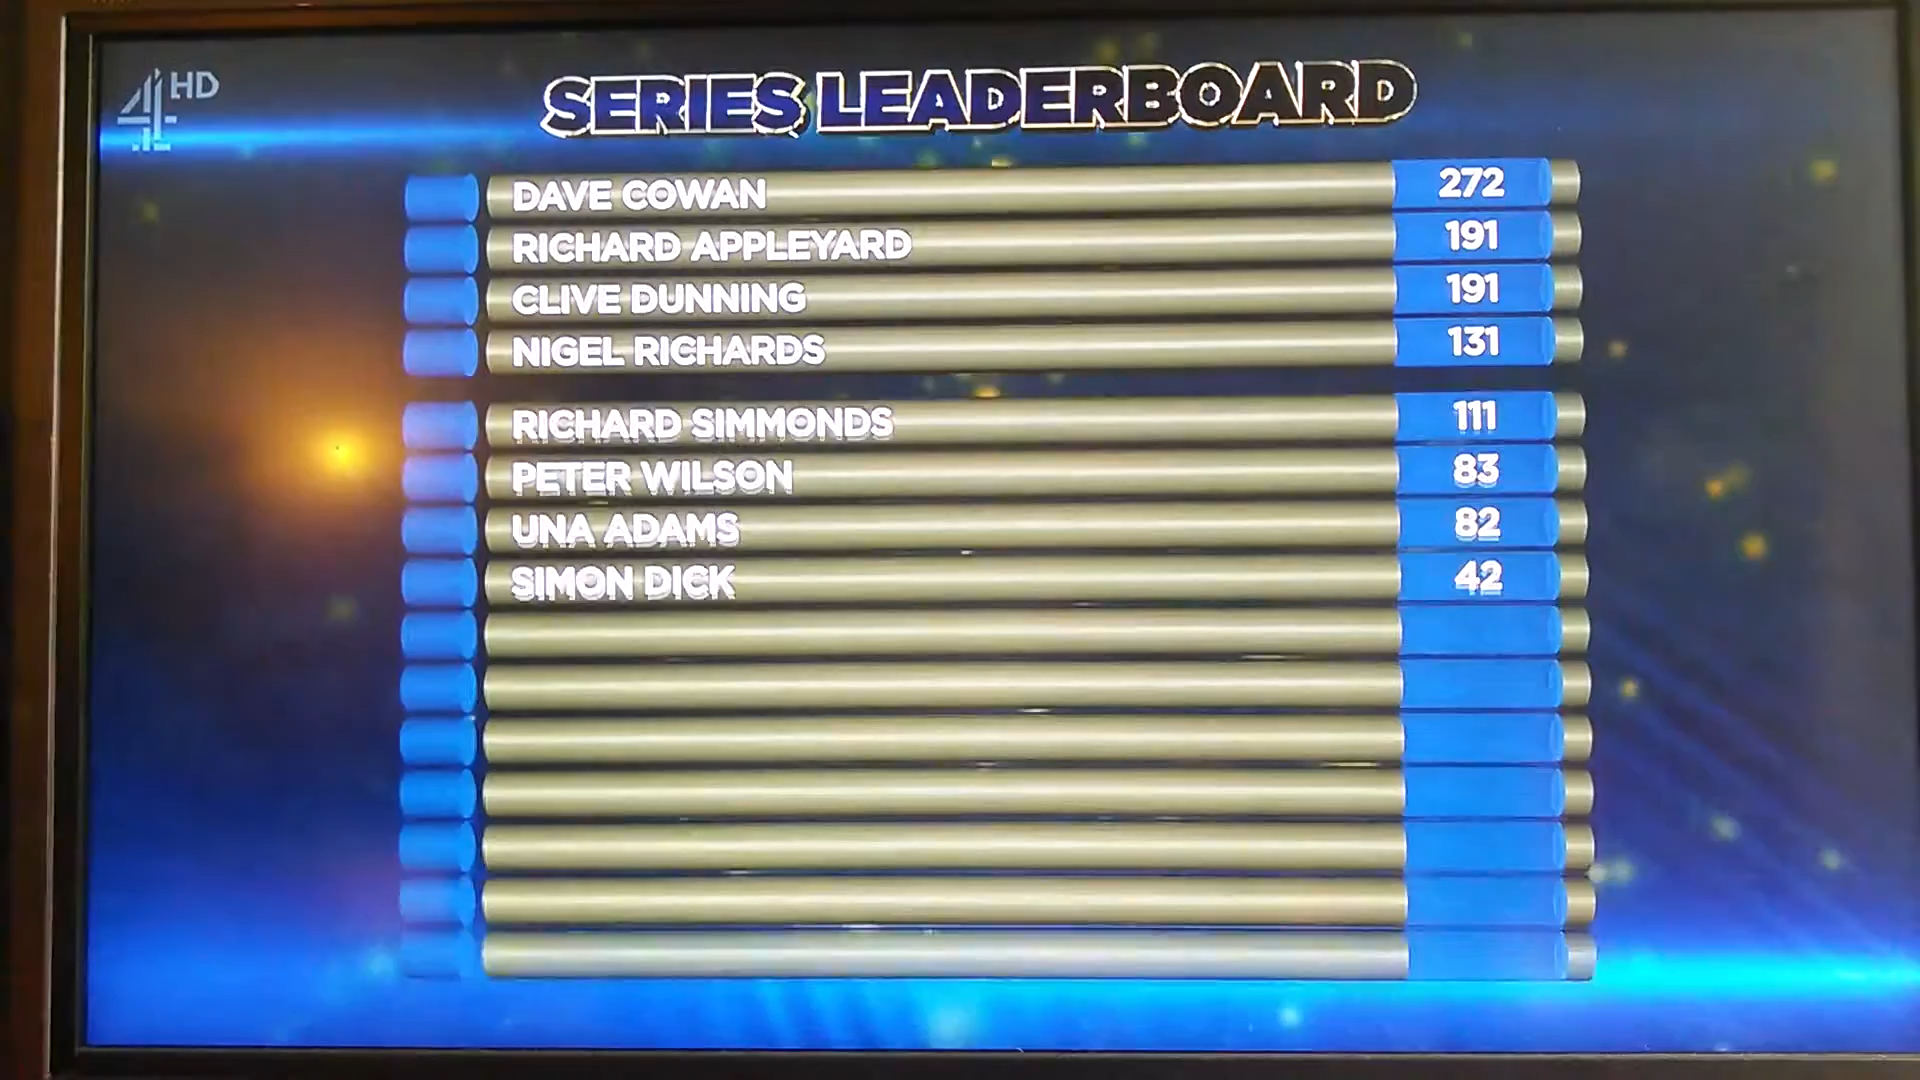 4 HD
SERIES LEADERBOARD
DAVE COWAN 272
RICHARD APPLEYARD 191
CLIVE DUNNING 191
NIGEL RICHARDS 131
RICHARD SIMMONDS 111
PETER WILSON 83
UNA ADAMS 82
SIMON DICK 42